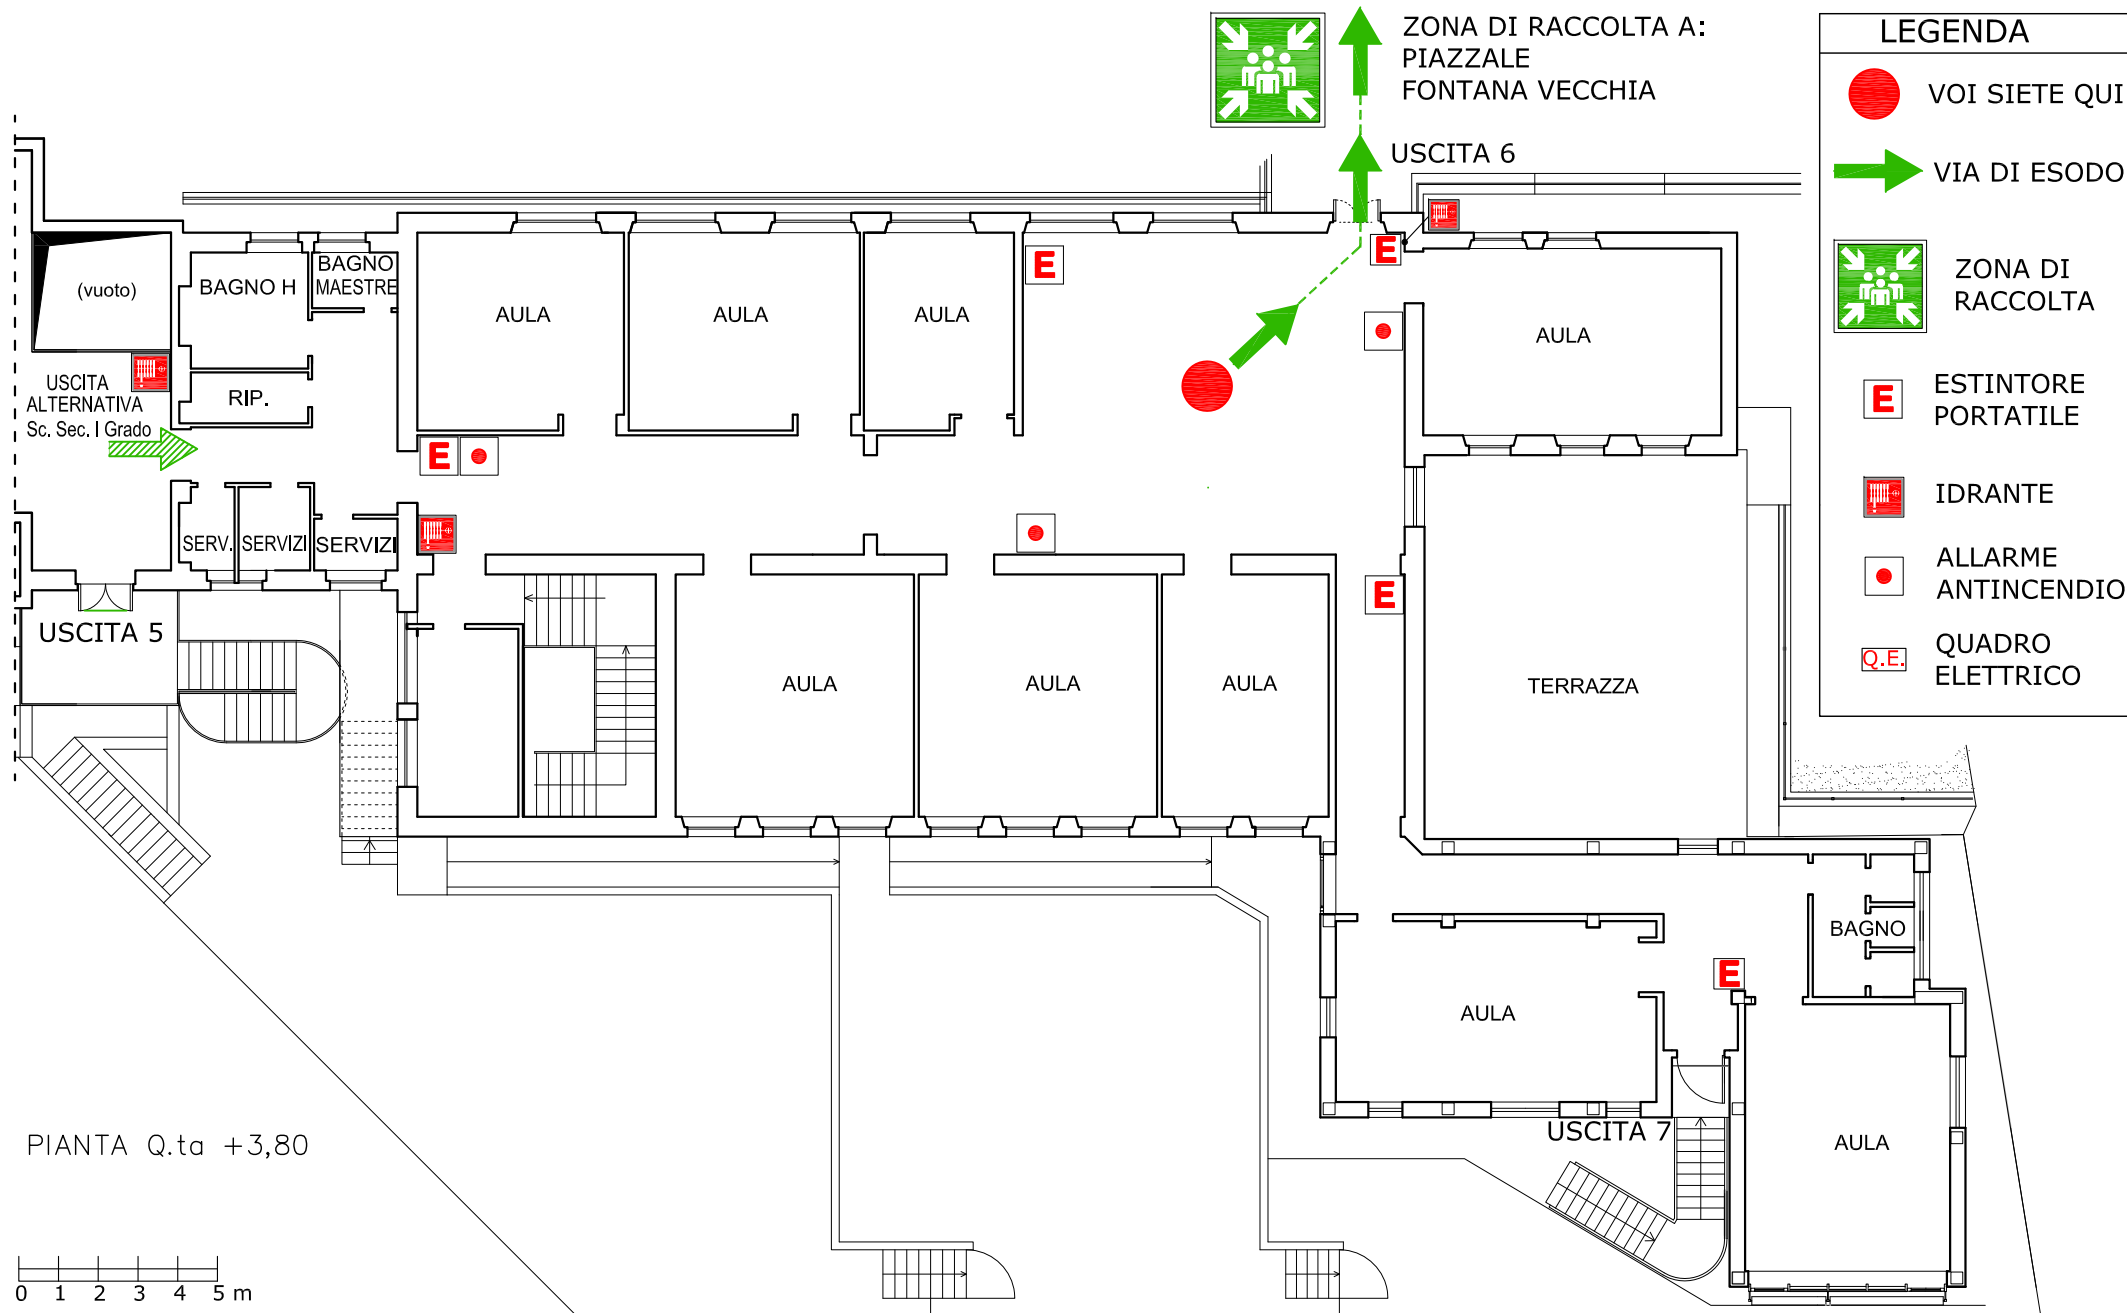 ZONA DI RACCOLTA A:
PIAZZALE
FONTANA VECCHIA
USCITA 6
LEGENDA
VOI SIETE QUI
VIA DI ESODO
ZONA DI
RACCOLTA
E
ESTINTORE
PORTATILE
IDRANTE
ALLARME
ANTINCENDIO
Q.E.
QUADRO
ELETTRICO
(vuoto)
BAGNO H
BAGNO
MAESTRE
RIP.
USCITA
ALTERNATIVA
Sc. Sec. I Grado
AULA
AULA
AULA
E
E
AULA
E
SERV.
SERVIZI
SERVIZI
USCITA 5
E
AULA
AULA
AULA
TERRAZZA
BAGNO
E
AULA
USCITA 7
AULA
PIANTA Q.ta +3,80
0 1 2 3 4 5 m